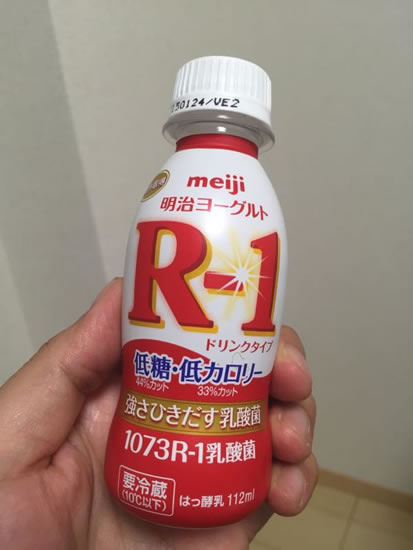 150124/VE2
meiji
明治ヨーグルト
R-1
ドリンクタイプ
低糖・低カロリー
44%カット 33%カット
強さひきだす乳酸菌
1073R-1乳酸菌
要冷蔵
(10℃以下)
はっ酵乳 112ml